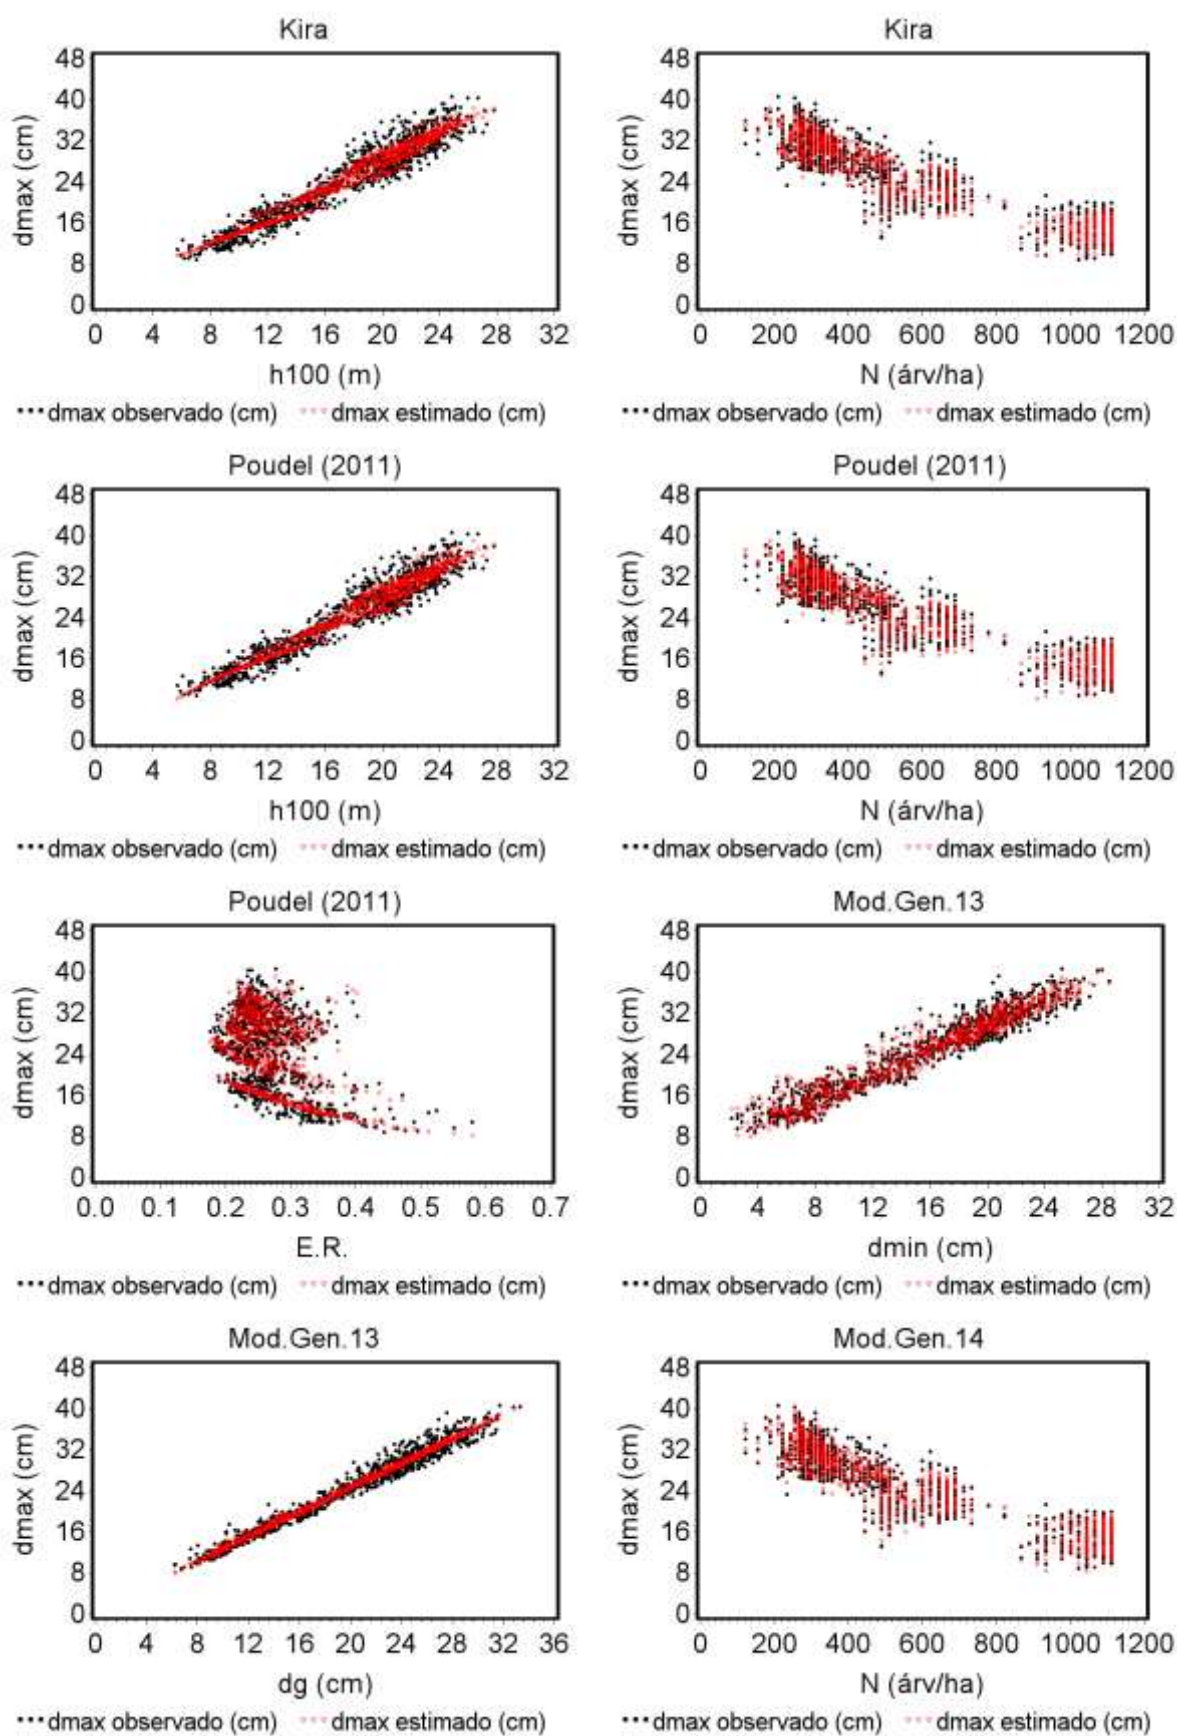 Kira
48
40
32
24
16
8
0
dmax (cm)
0 4 8 12 16 20 24 28 32
h100 (m)
dmax observado (cm) dmax estimado (cm)
Kira
48
40
32
24
16
8
0
dmax (cm)
0 200 400 600 800 1000 1200
N (árv/ha)
dmax observado (cm) dmax estimado (cm)
Poudel (2011)
48
40
32
24
16
8
0
dmax (cm)
0 4 8 12 16 20 24 28 32
h100 (m)
dmax observado (cm) dmax estimado (cm)
Poudel (2011)
48
40
32
24
16
8
0
dmax (cm)
0 200 400 600 800 1000 1200
N (árv/ha)
dmax observado (cm) dmax estimado (cm)
Poudel (2011)
48
40
32
24
16
8
0
dmax (cm)
0.0 0.1 0.2 0.3 0.4 0.5 0.6 0.7
E.R.
dmax observado (cm) dmax estimado (cm)
Mod.Gen.13
48
40
32
24
16
8
0
dmax (cm)
0 4 8 12 16 20 24 28 32
dmin (cm)
dmax observado (cm) dmax estimado (cm)
Mod.Gen.13
48
40
32
24
16
8
0
dmax (cm)
0 4 8 12 16 20 24 28 32 36
dg (cm)
dmax observado (cm) dmax estimado (cm)
Mod.Gen.14
48
40
32
24
16
8
0
dmax (cm)
0 200 400 600 800 1000 1200
N (árv/ha)
dmax observado (cm) dmax estimado (cm)